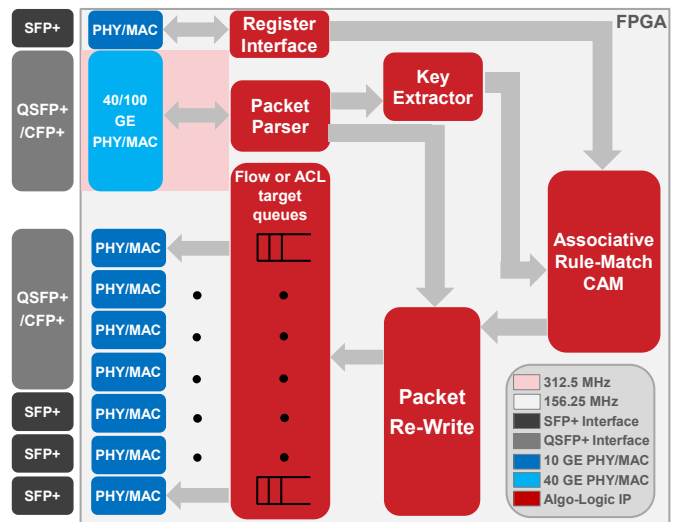 SFP+
PHY/MAC
Register
Interface
FPGA
QSFP+
/CFP+
40/100
GE
PHY/MAC
Packet
Parser
Key
Extractor
Flow or ACL
target
queues
Associative
Rule-Match
CAM
QSFP+
/CFP+
PHY/MAC
PHY/MAC
PHY/MAC
PHY/MAC
SFP+
PHY/MAC
SFP+
PHY/MAC
SFP+
PHY/MAC
Packet
Re-Write
312.5 MHz
156.25 MHz
SFP+ Interface
QSFP+ Interface
10 GE PHY/MAC
40 GE PHY/MAC
Algo-Logic IP